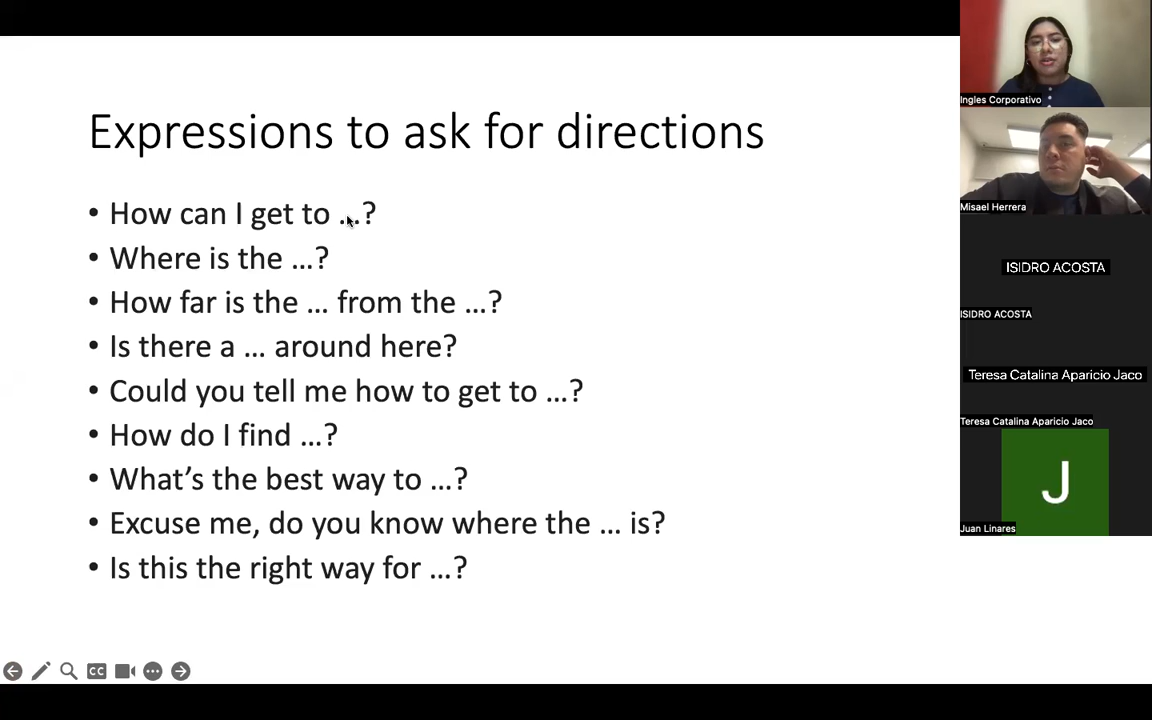 Expressions to ask for directions
• How can I get to ...?
• Where is the ...?
• How far is the ... from the ...?
• Is there a ... around here?
• Could you tell me how to get to ...?
• How do I find ...?
• What's the best way to ...?
• Excuse me, do you know where the ... is?
• Is this the right way for ...?
CC
Ingles Corporativo
Misael Herrera
ISIDRO ACOSTA
ISIDRO ACOSTA
Teresa Catalina Aparicio Jaco
Teresa Catalina Aparicio Jaco
J
Juan Linares